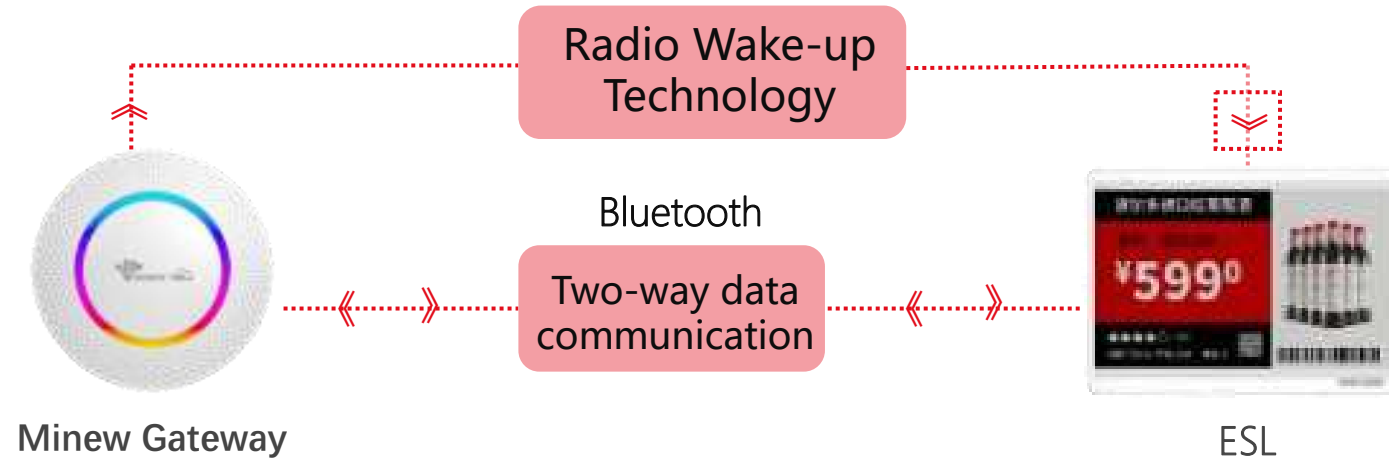 Radio Wake-up
Technology
Bluetooth
Two-way data
communication
¥599⁰
Minew Gateway
ESL